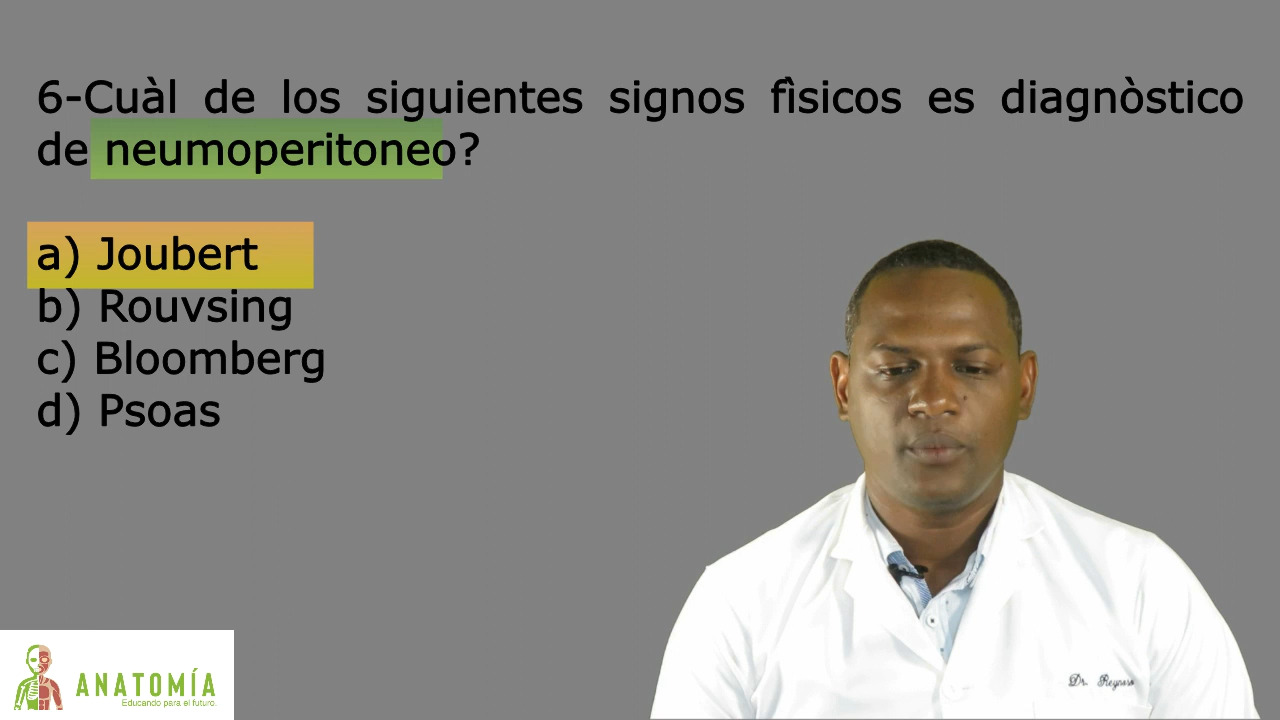 6-Cuàl de los siguientes signos fìsicos es diagnòstico
de neumoperitoneo?
a) Joubert
b) Rouvsing
c) Bloomberg
d) Psoas
Dr. Reynoso
ANATOMÍA
Educando para el futuro.